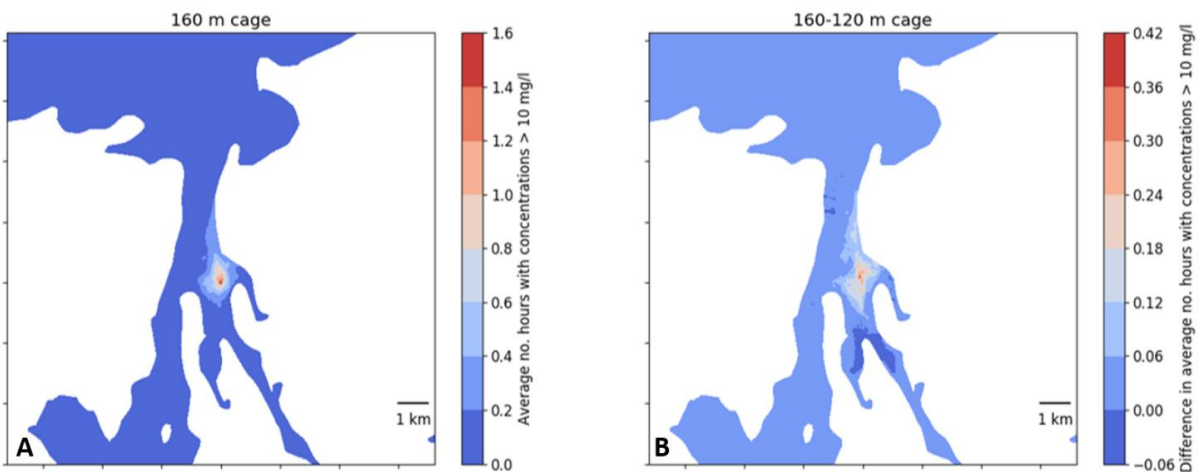 160 m cage
160-120 m cage
1.6
1.4
1.2
1.0
0.8
0.6
0.4
0.2
0.0
Average no. hours with concentrations > 10 mg/l
0.42
0.36
0.30
0.24
0.18
0.12
0.06
0.00
−0.06
Difference in average no. hours with concentrations > 10 mg/l
1 km
A
1 km
B